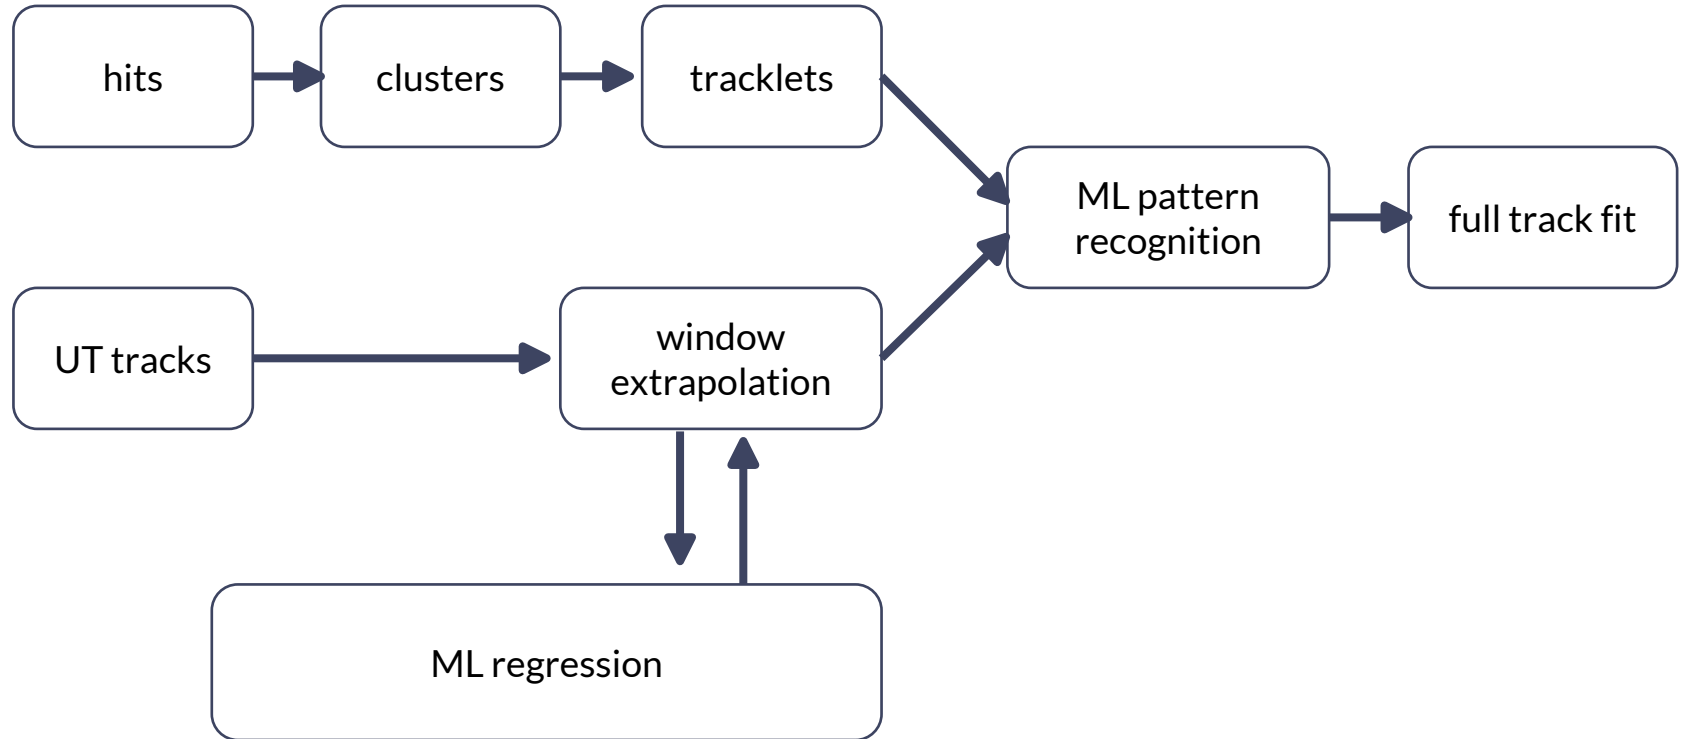 hits
clusters
tracklets
ML pattern
recognition
full track fit
UT tracks
window
extrapolation
ML regression